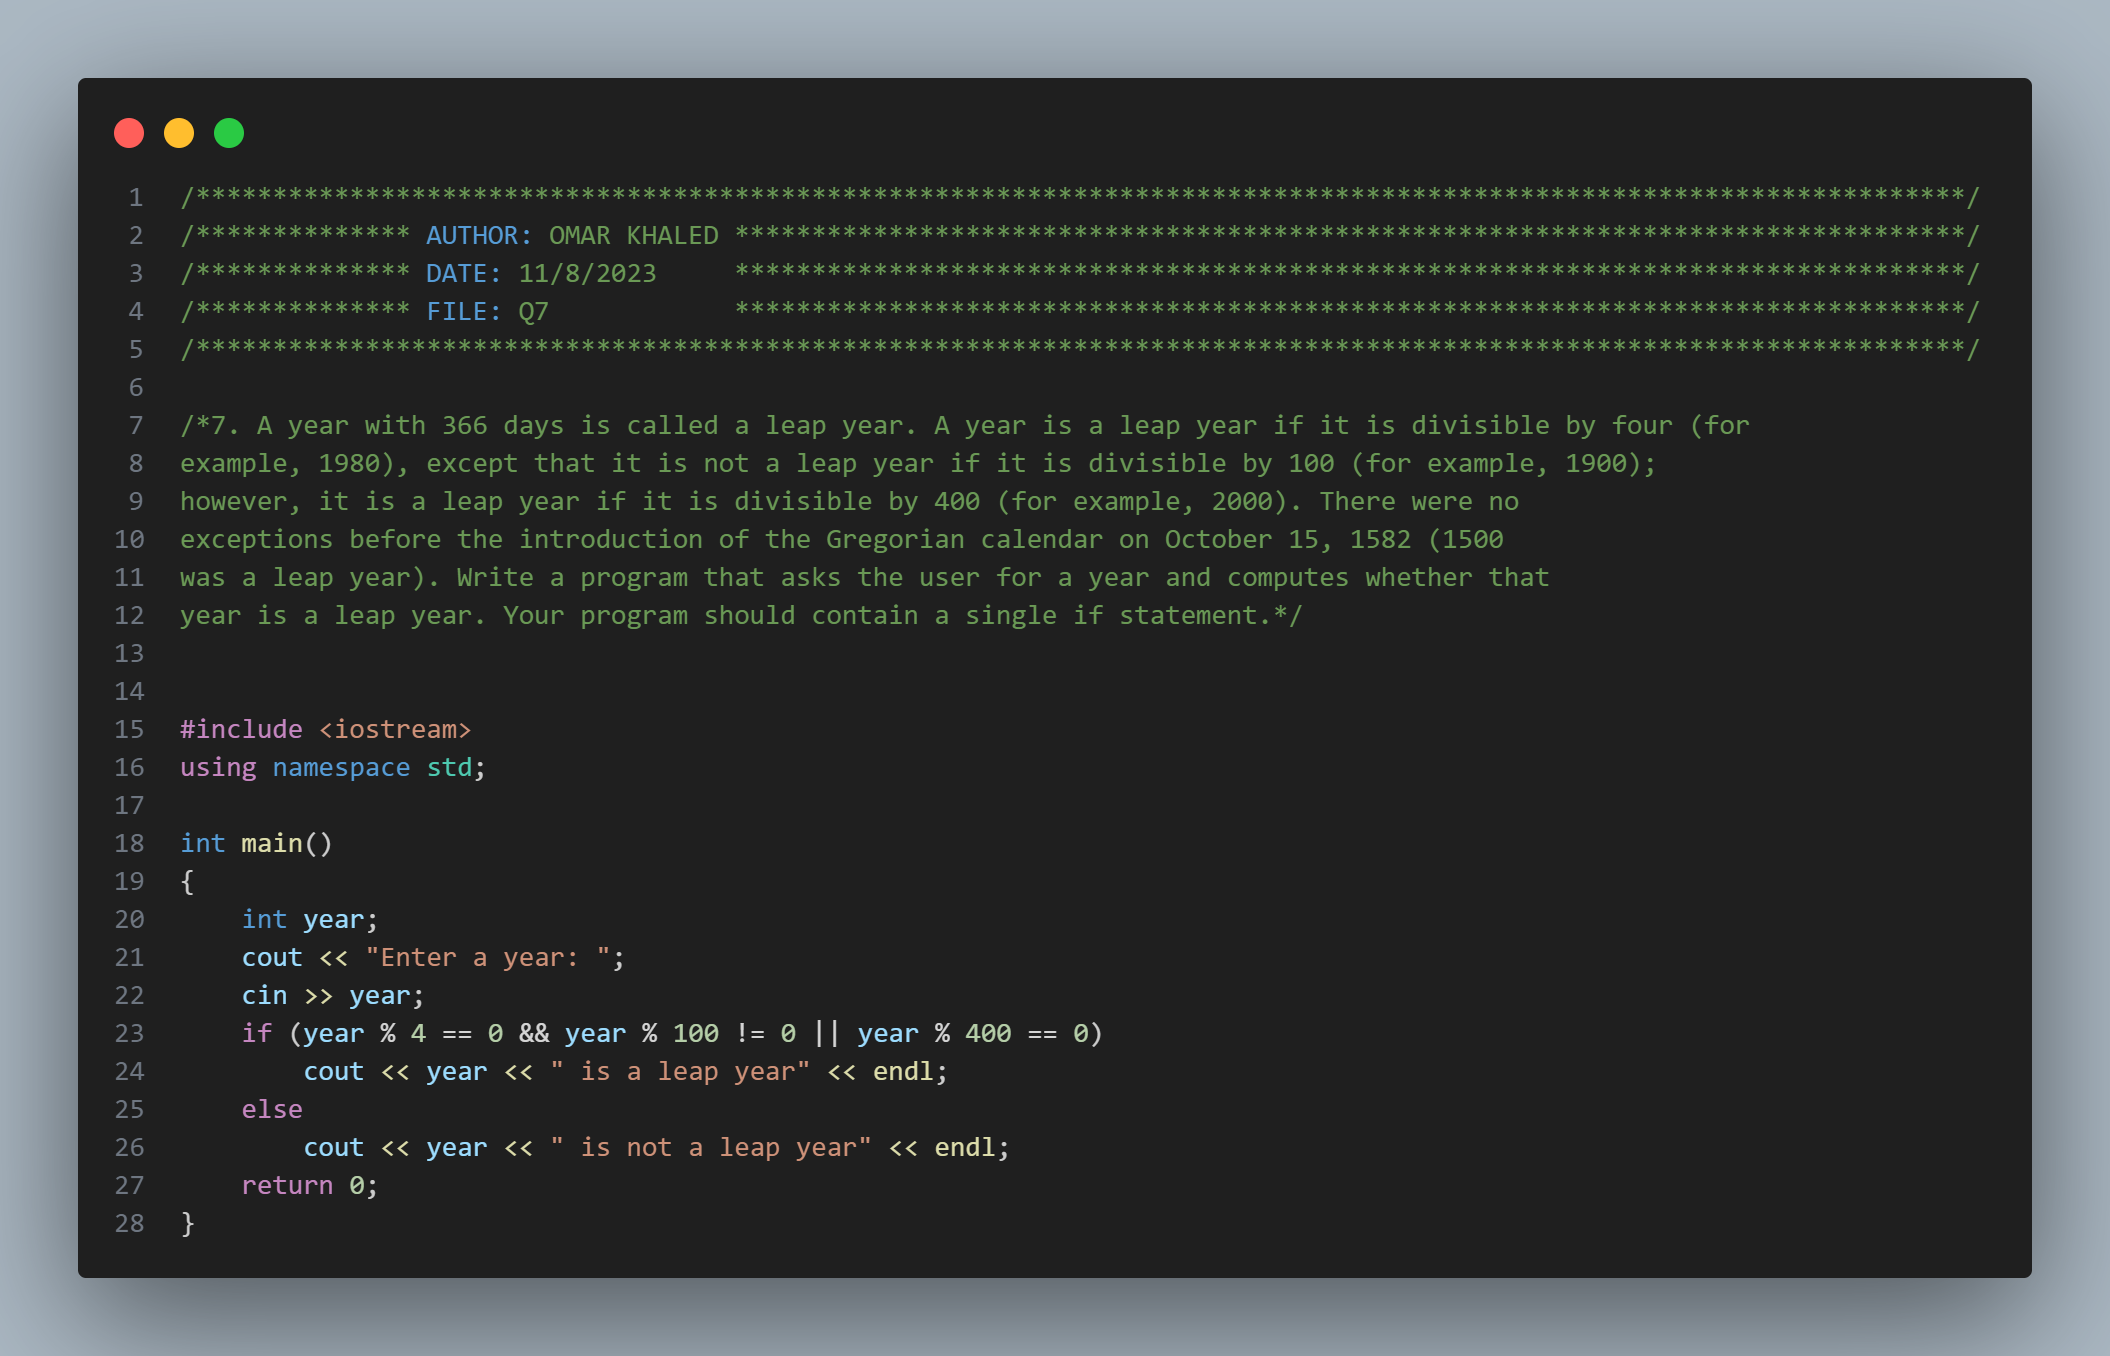 1 /*******************************************************************************************************************/
2 /************** AUTHOR: OMAR KHALED ********************************************************************************/
3 /************** DATE: 11/8/2023     ********************************************************************************/
4 /************** FILE: Q7            ********************************************************************************/
5 /*******************************************************************************************************************/
6
7 /*7. A year with 366 days is called a leap year. A year is a leap year if it is divisible by four (for
8 example, 1980), except that it is not a leap year if it is divisible by 100 (for example, 1900);
9 however, it is a leap year if it is divisible by 400 (for example, 2000). There were no
10 exceptions before the introduction of the Gregorian calendar on October 15, 1582 (1500
11 was a leap year). Write a program that asks the user for a year and computes whether that
12 year is a leap year. Your program should contain a single if statement.*/
13
14
15 #include <iostream>
16 using namespace std;
17
18 int main()
19 {
20     int year;
21     cout << "Enter a year: ";
22     cin >> year;
23     if (year % 4 == 0 && year % 100 != 0 || year % 400 == 0)
24         cout << year << " is a leap year" << endl;
25     else
26         cout << year << " is not a leap year" << endl;
27     return 0;
28 }